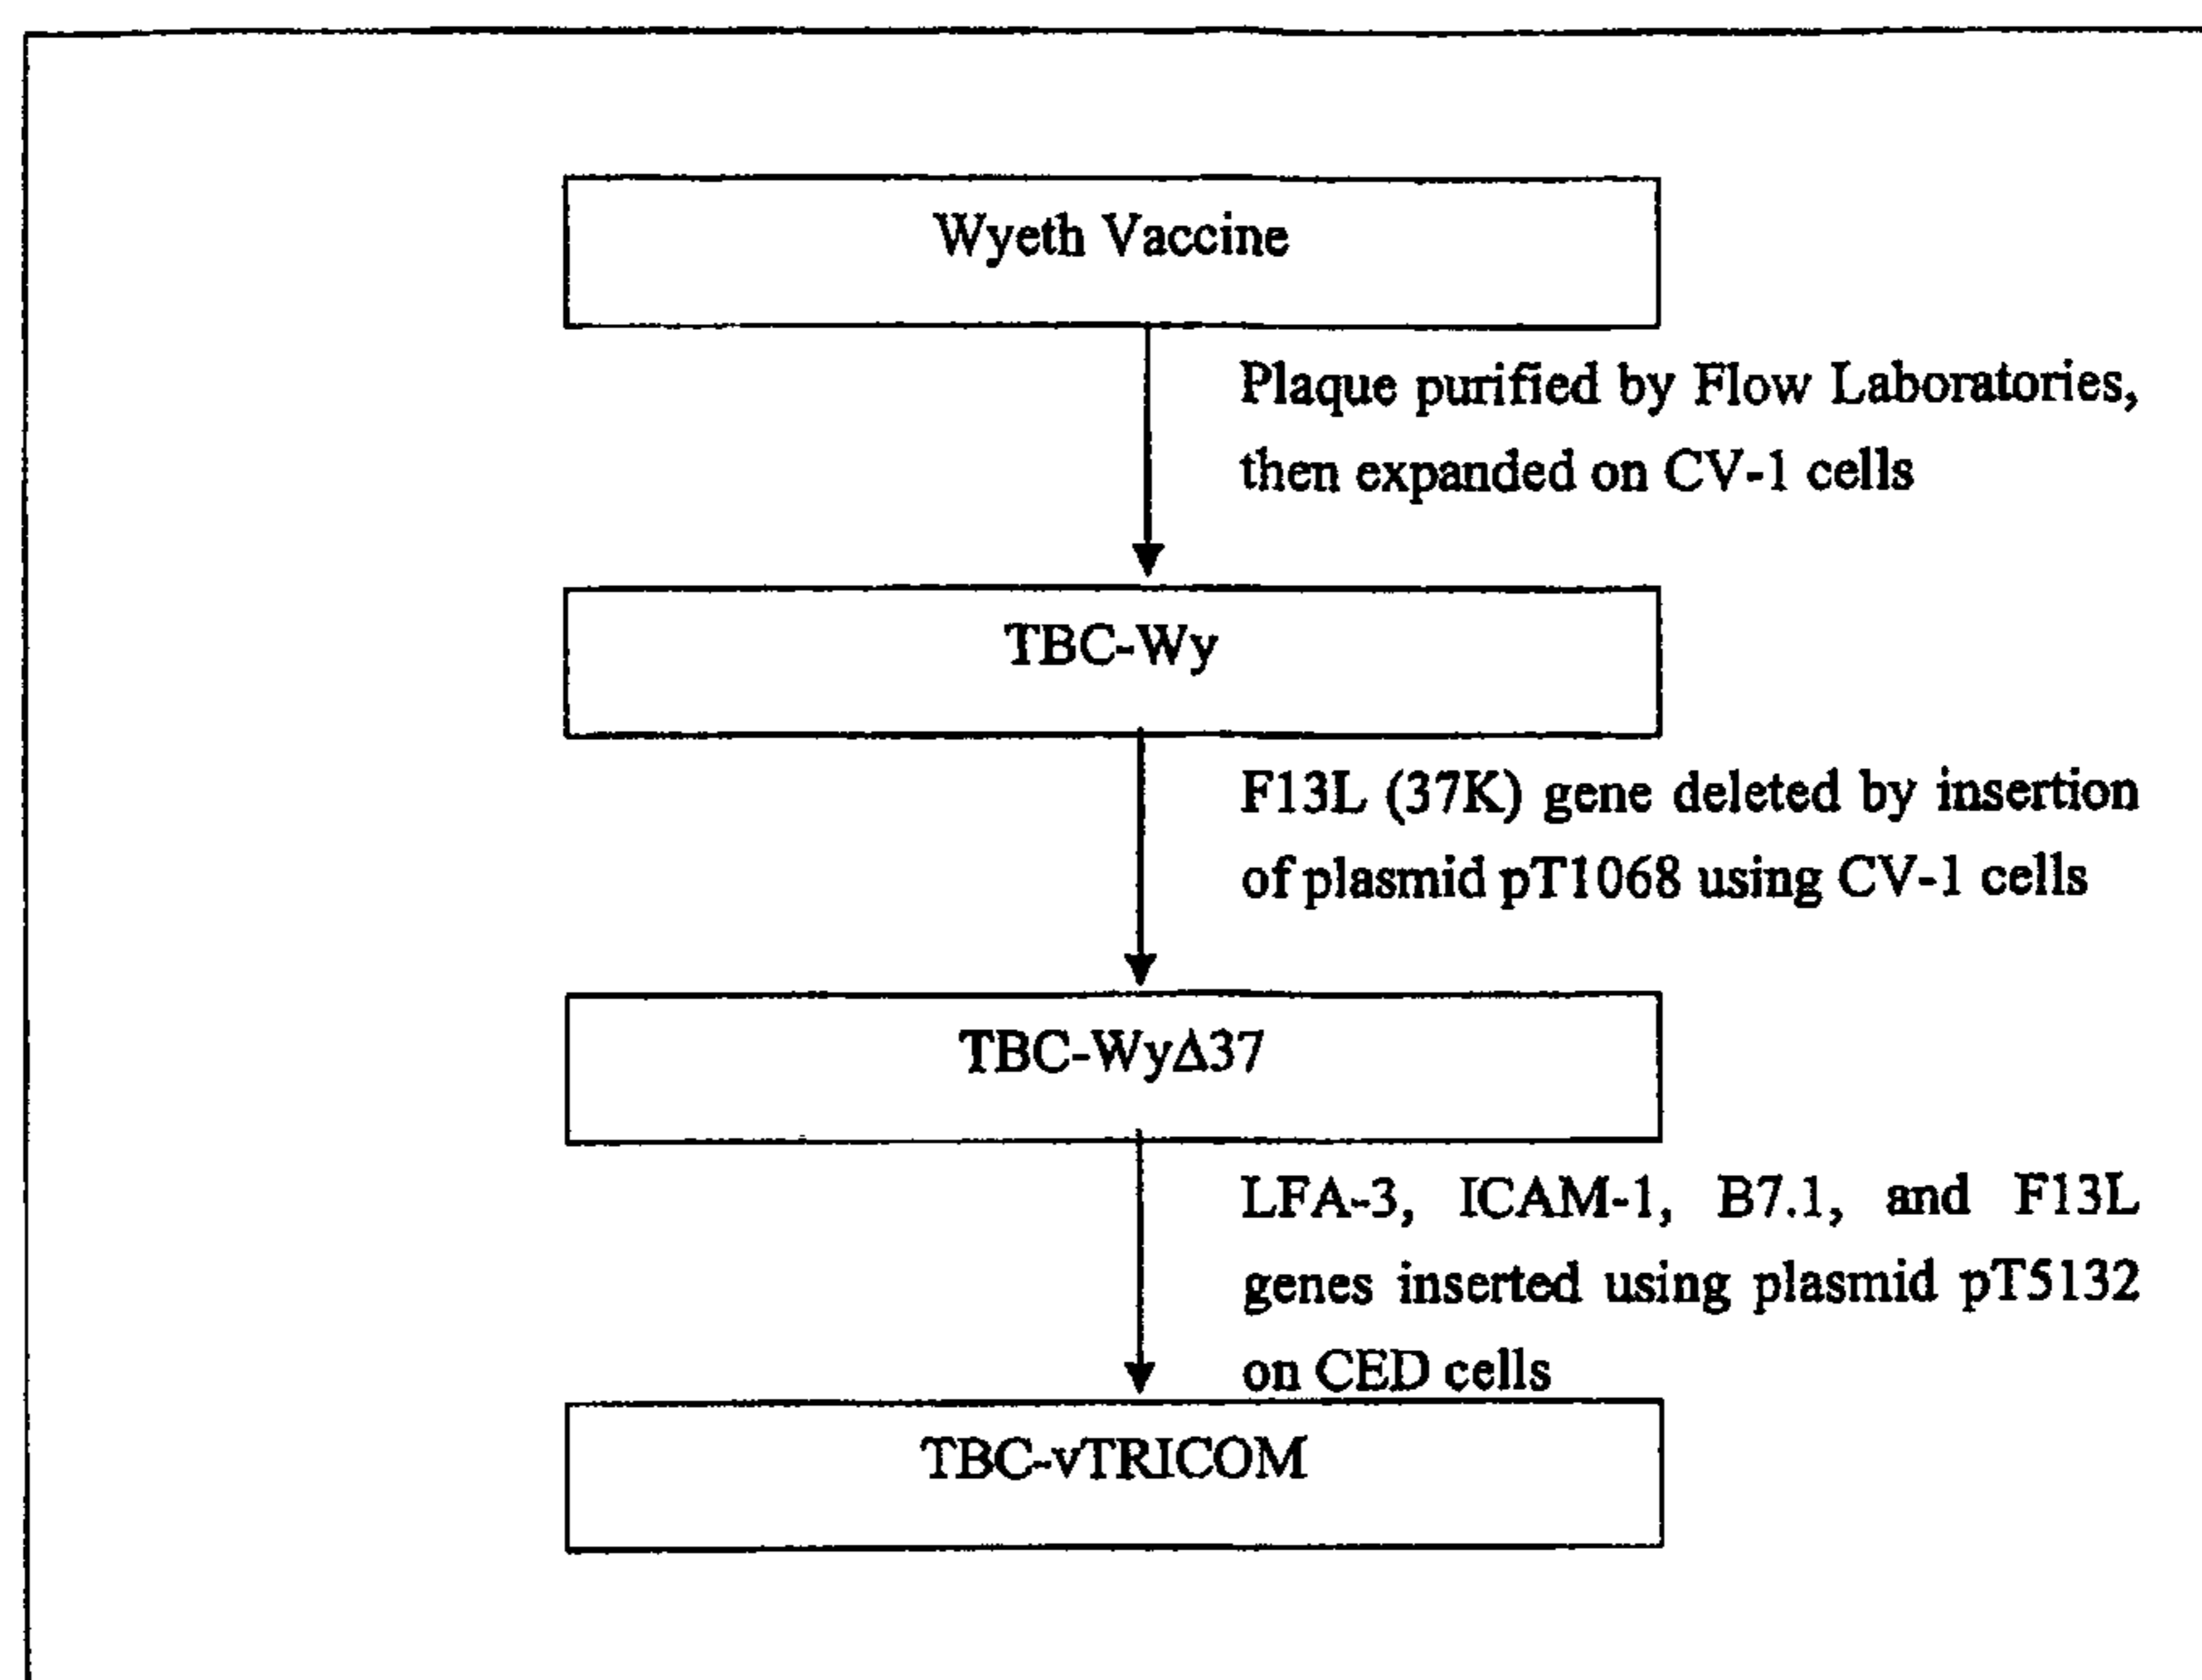 Wyeth Vaccine
Plaque purified by Flow Laboratories,
then expanded on CV-1 cells
TBC-Wy
F13L (37K) gene deleted by insertion
of plasmid pT1068 using CV-1 cells
TBC-WyΔ37
LFA-3, ICAM-1, B7.1, and F13L
genes inserted using plasmid pT5132
on CED cells
TBC-vTRICOM